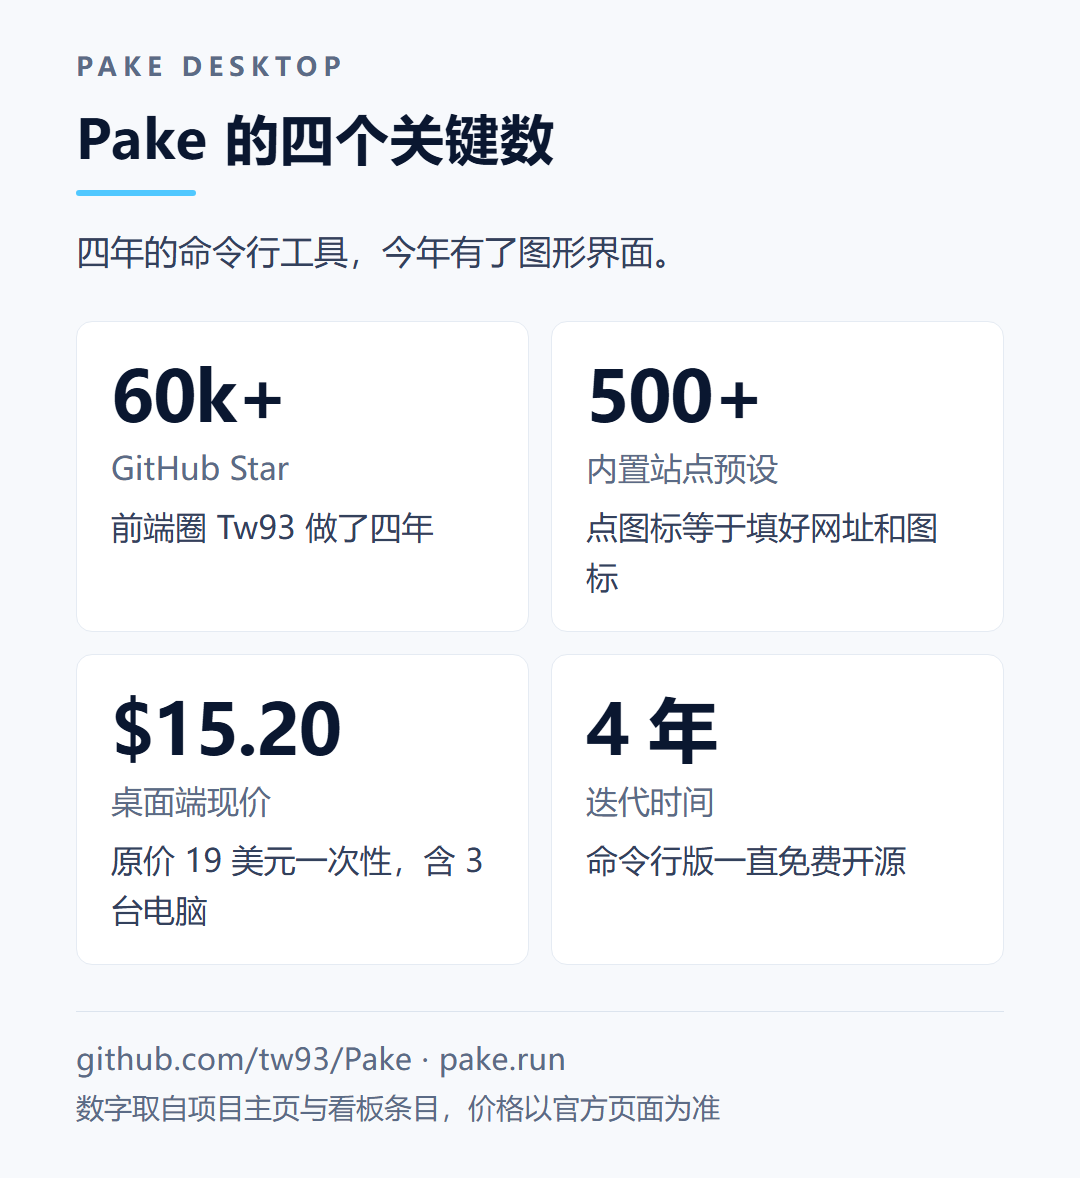 PAKE DESKTOP
Pake 的四个关键数
四年的命令行工具，今年有了图形界面。
60k+
GitHub Star
前端圈 Tw93 做了四年
500+
内置站点预设
点图标等于填好网址和图
标
$15.20
桌面端现价
原价 19 美元一次性，含 3
台电脑
4 年
迭代时间
命令行版一直免费开源
github.com/tw93/Pake · pake.run
数字取自项目主页与看板条目，价格以官方页面为准